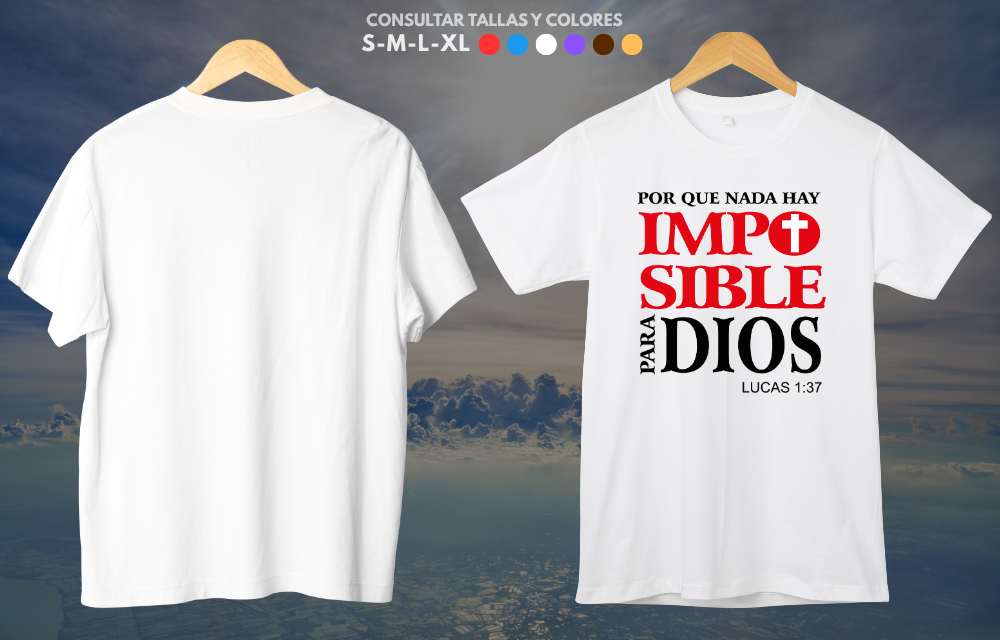 CONSULTAR TALLAS Y COLORES
S-M-L-XL
POR QUE NADA HAY
IMPO
SIBLE
PARA DIOS
LUCAS 1:37